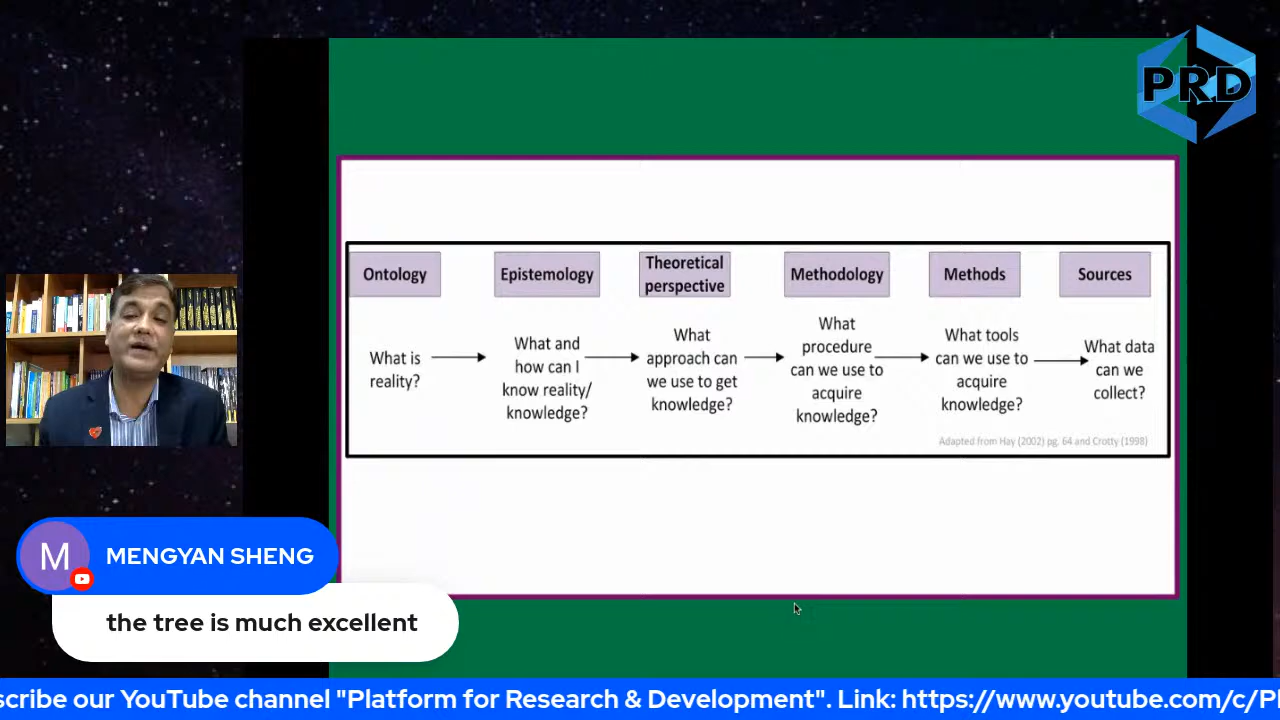 PRD
Ontology
Epistemology
Theoretical
perspective
Methodology
Methods
Sources
What is
reality?
What and
how can I
know reality/
knowledge?
What
approach can
we use to get
knowledge?
What
procedure
can we use to
acquire
knowledge?
What tools
can we use to
acquire
knowledge?
What data
can we
collect?
Adapted from Hay (2002) pg. 64 and Crotty (1998)
M
MENGYAN SHENG
the tree is much excellent
scribe our YouTube channel "Platform for Research & Development". Link: https://www.youtube.com/c/P